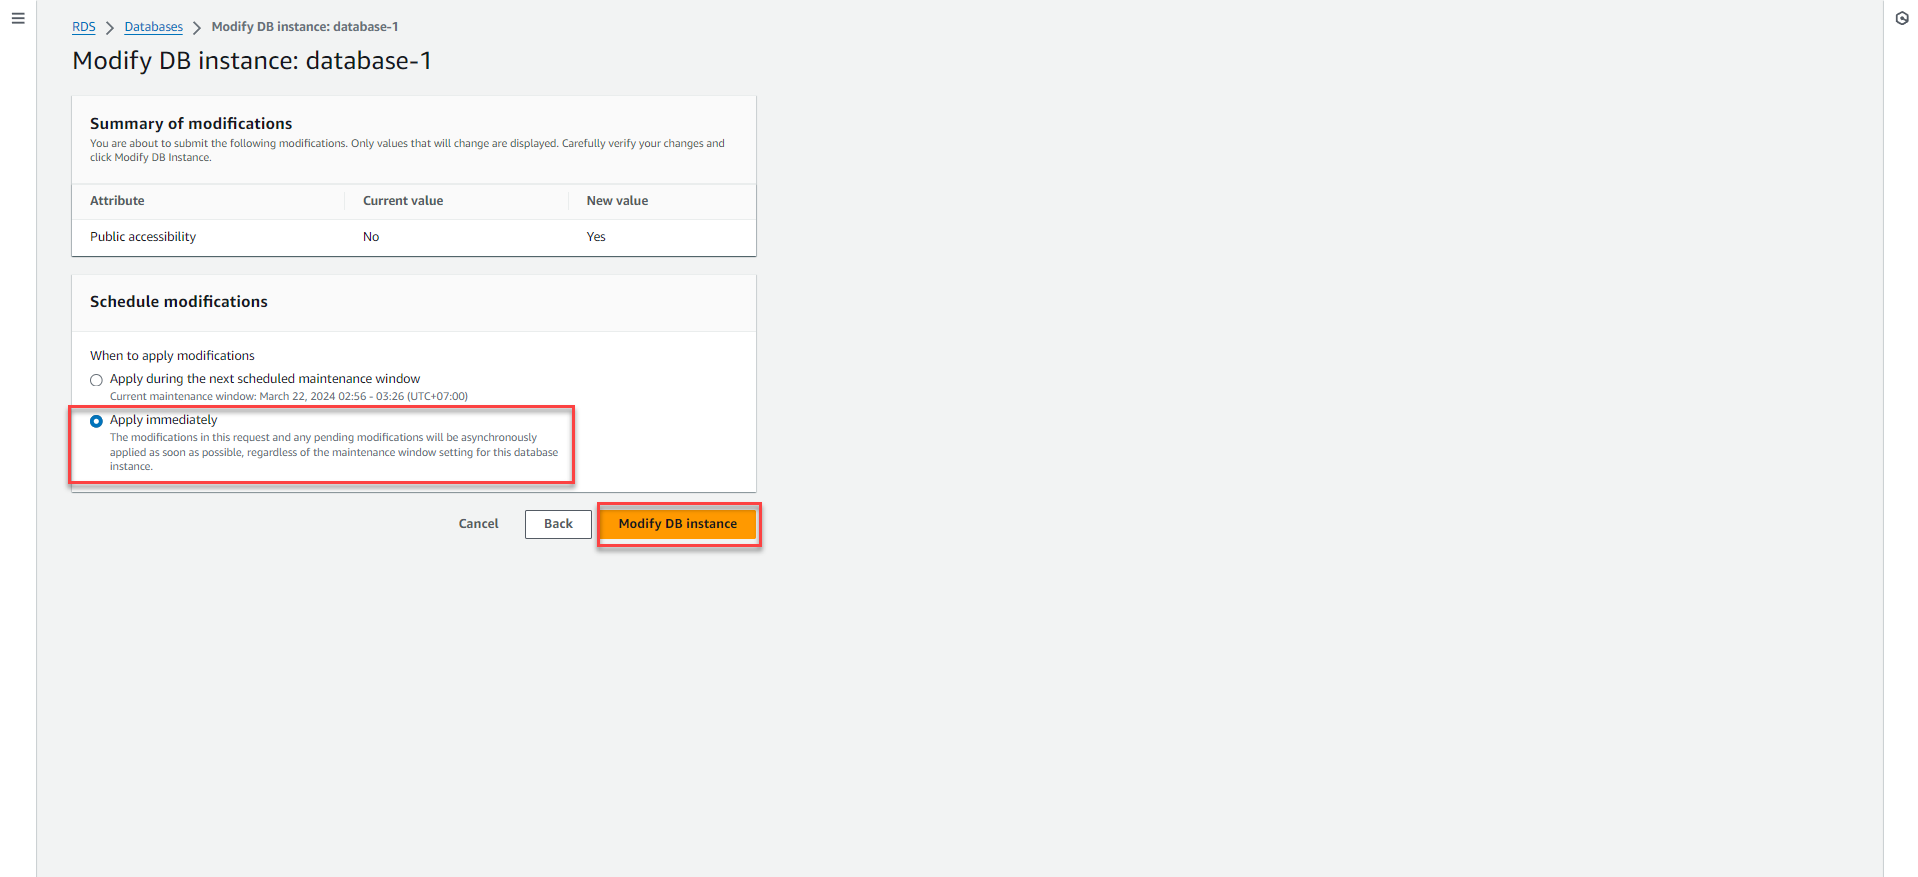 RDS > Databases > Modify DB instance: database-1
Modify DB instance: database-1
Summary of modifications
You are about to submit the following modifications. Only values that will change are displayed. Carefully verify your changes and
click Modify DB Instance.
Attribute Current value New value
Public accessibility No Yes
Schedule modifications
When to apply modifications
Apply during the next scheduled maintenance window
Current maintenance window: March 22, 2024 02:56 - 03:26 (UTC+07:00)
Apply immediately
The modifications in this request and any pending modifications will be asynchronously
applied as soon as possible, regardless of the maintenance window setting for this database
instance.
Cancel Back Modify DB instance